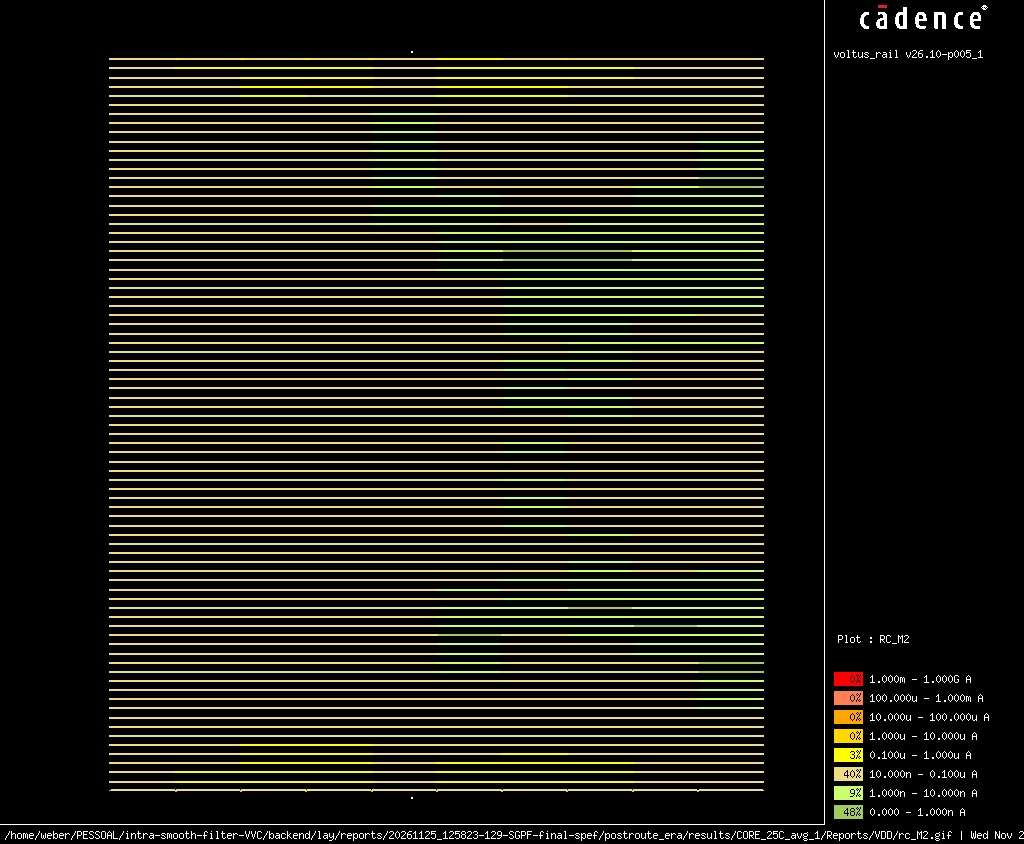 cādence®
voltus_rail v26.10-p005_1
Plot : RC_M2
0% 1.000m - 1.000G A
0% 100.000u - 1.000m A
0% 10.000u - 100.000u A
0% 1.000u - 10.000u A
3% 0.100u - 1.000u A
40% 10.000n - 0.100u A
9% 1.000n - 10.000n A
48% 0.000 - 1.000n A
/home/weber/PESSOAL/intra-smooth-filter-VVC/backend/lay/reports/20261125_125823-129-SGPF-final-spef/postroute_era/results/CORE_25C_avg_1/Reports/VDD/rc_M2.gif | Wed Nov 2